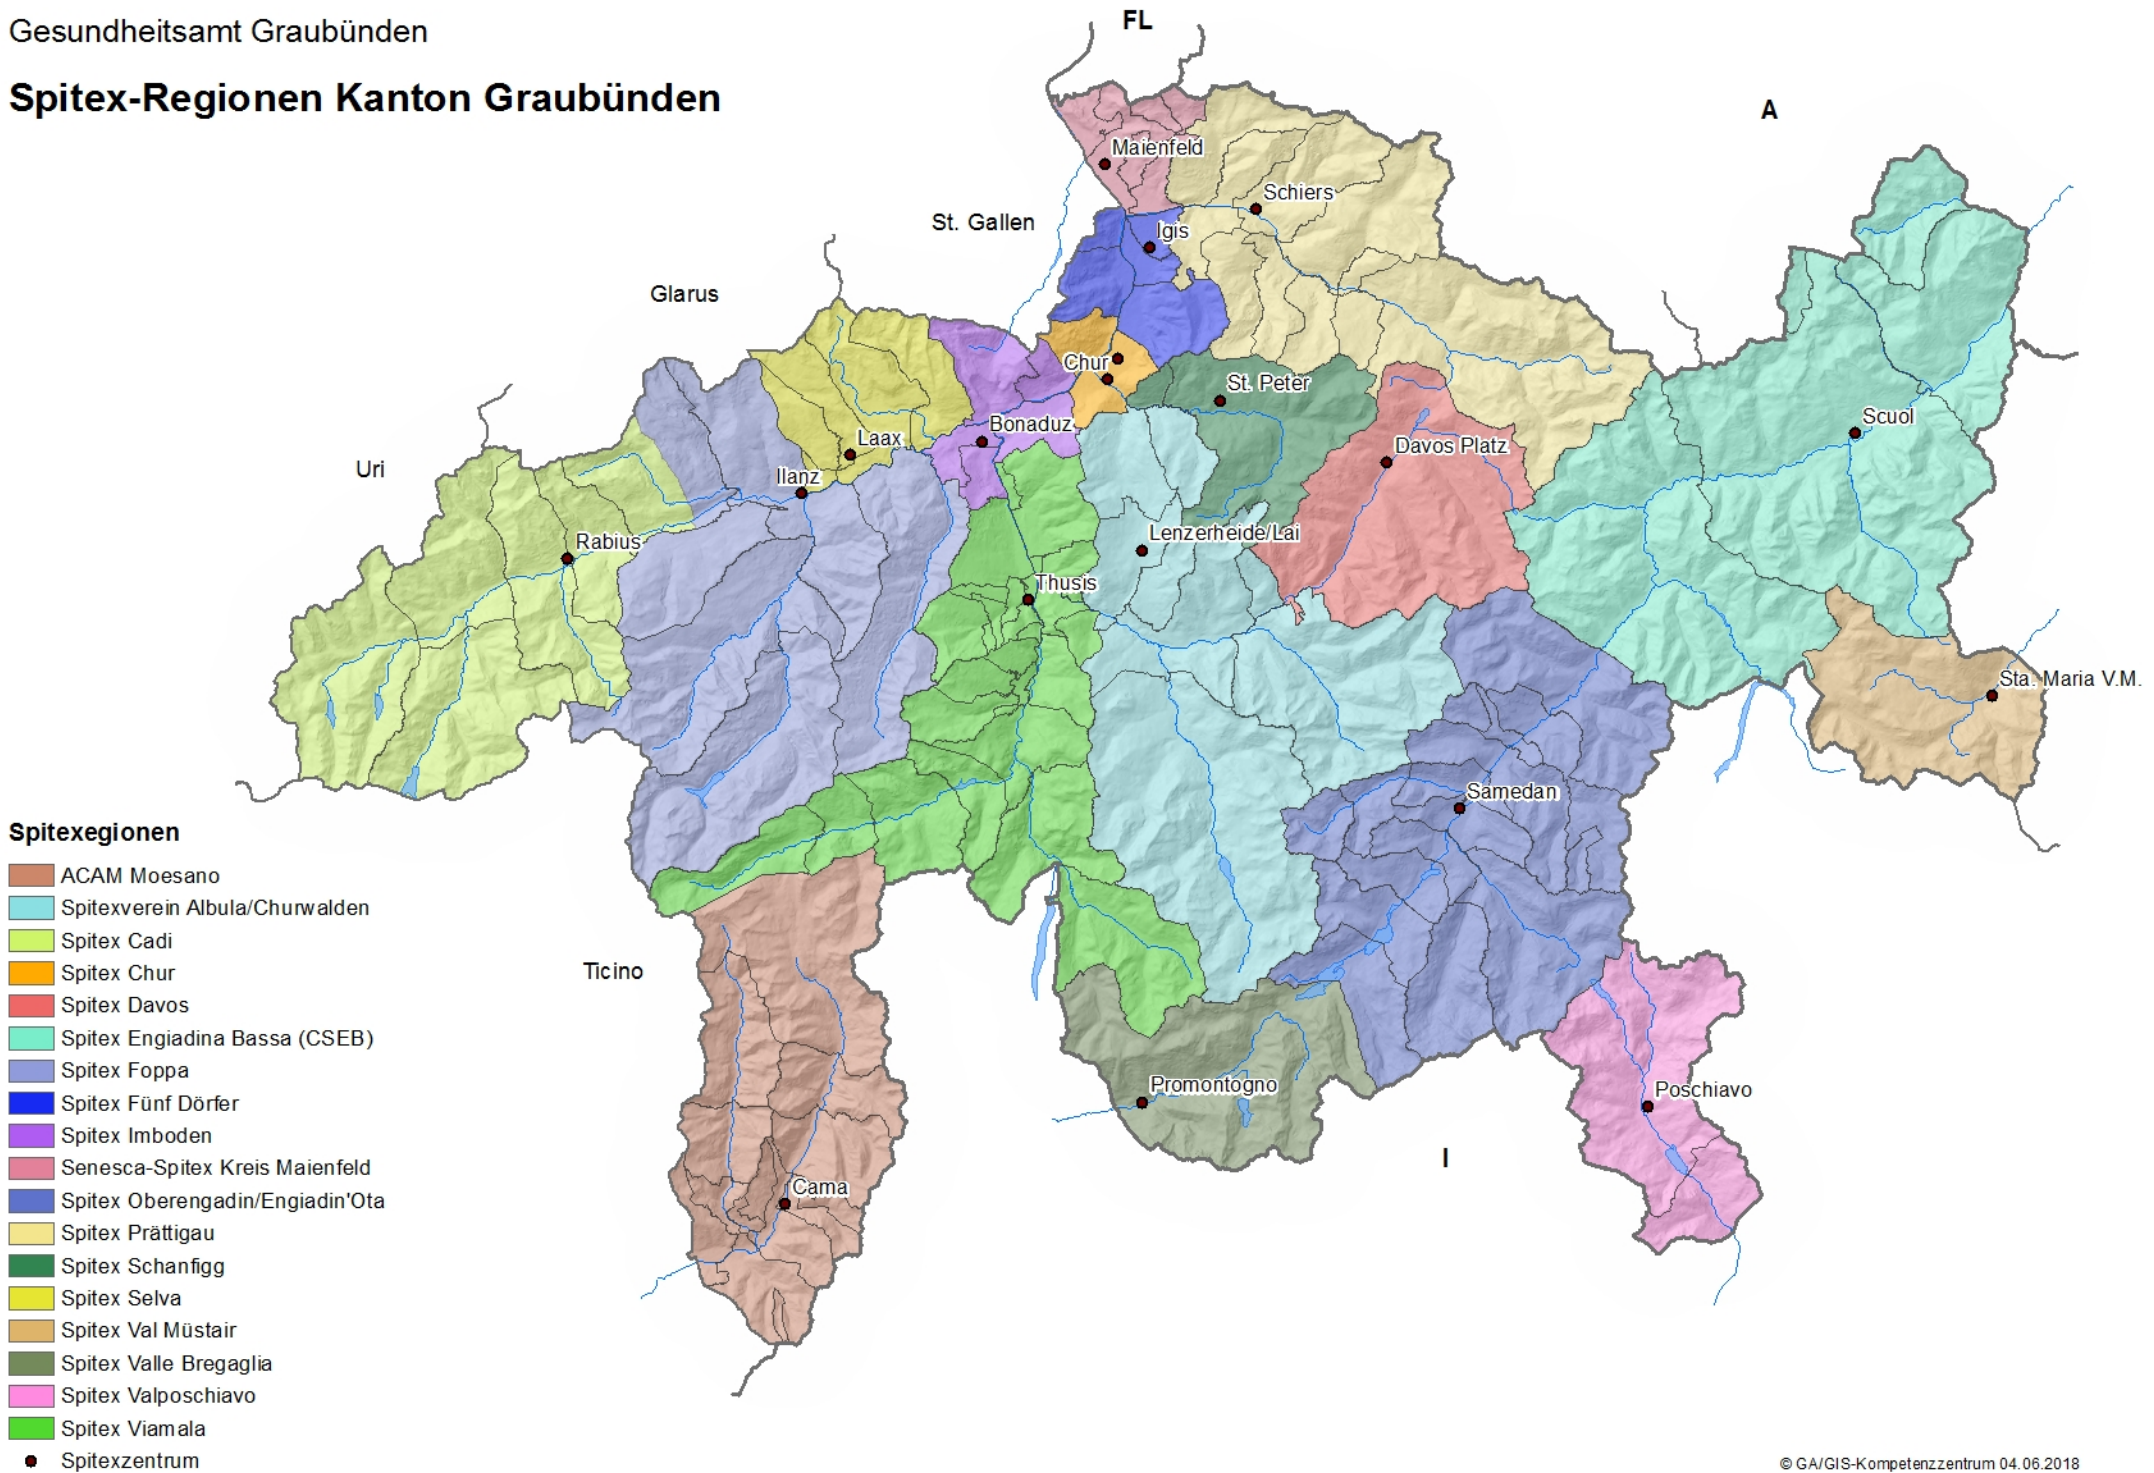 Gesundheitsamt Graubünden
Spitex-Regionen Kanton Graubünden
FL
A
Maienfeld
Schiers
St. Gallen
Igis
Glarus
Chur
St. Peter
Scuol
Bonaduz
Laax
Davos Platz
Uri
Ilanz
Lenzerheide/Lai
Rabius
Thusis
Sta. Maria V.M.
Samedan
Ticino
Promontogno
Poschiavo
I
Cama
Spitexegionen
ACAM Moesano
Spitexverein Albula/Churwalden
Spitex Cadi
Spitex Chur
Spitex Davos
Spitex Engiadina Bassa (CSEB)
Spitex Foppa
Spitex Fünf Dörfer
Spitex Imboden
Senesca-Spitex Kreis Maienfeld
Spitex Oberengadin/Engiadin'Ota
Spitex Prättigau
Spitex Schanfigg
Spitex Selva
Spitex Val Müstair
Spitex Valle Bregaglia
Spitex Valposchiavo
Spitex Viamala
Spitexzentrum
© GA/GIS-Kompetenzzentrum 04.06.2018